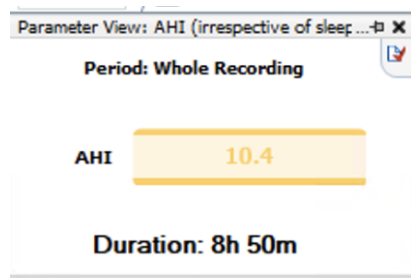 Parameter View: AHI (irrespective of sleep ...
Period: Whole Recording
AHI 10.4
Duration: 8h 50m